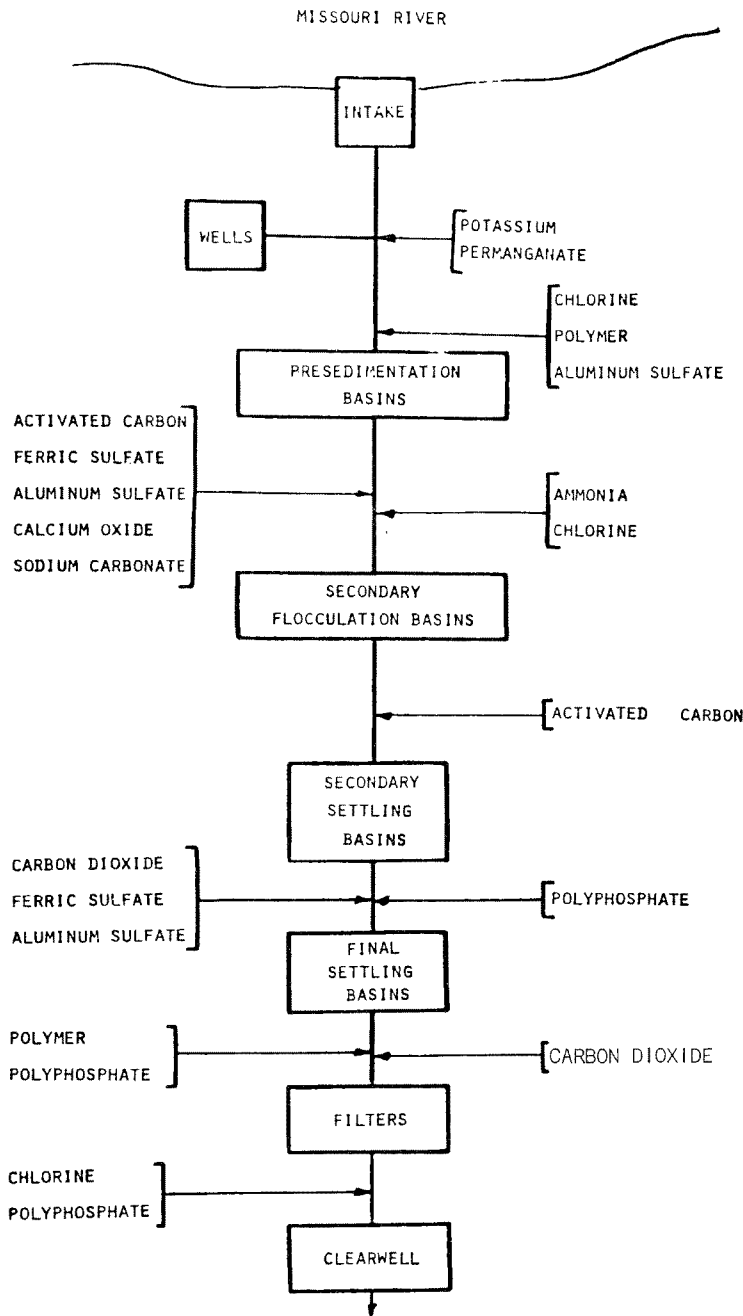 MISSOURI RIVER
INTAKE
WELLS
POTASSIUM
PERMANGANATE
CHLORINE
POLYMER
ALUMINUM SULFATE
PRESEDIMENTATION
BASINS
ACTIVATED CARBON
FERRIC SULFATE
ALUMINUM SULFATE
CALCIUM OXIDE
SODIUM CARBONATE
AMMONIA
CHLORINE
SECONDARY
FLOCCULATION BASINS
ACTIVATED CARBON
SECONDARY
SETTLING
BASINS
CARBON DIOXIDE
FERRIC SULFATE
ALUMINUM SULFATE
POLYPHOSPHATE
FINAL
SETTLING
BASINS
POLYMER
POLYPHOSPHATE
CARBON DIOXIDE
FILTERS
CHLORINE
POLYPHOSPHATE
CLEARWELL